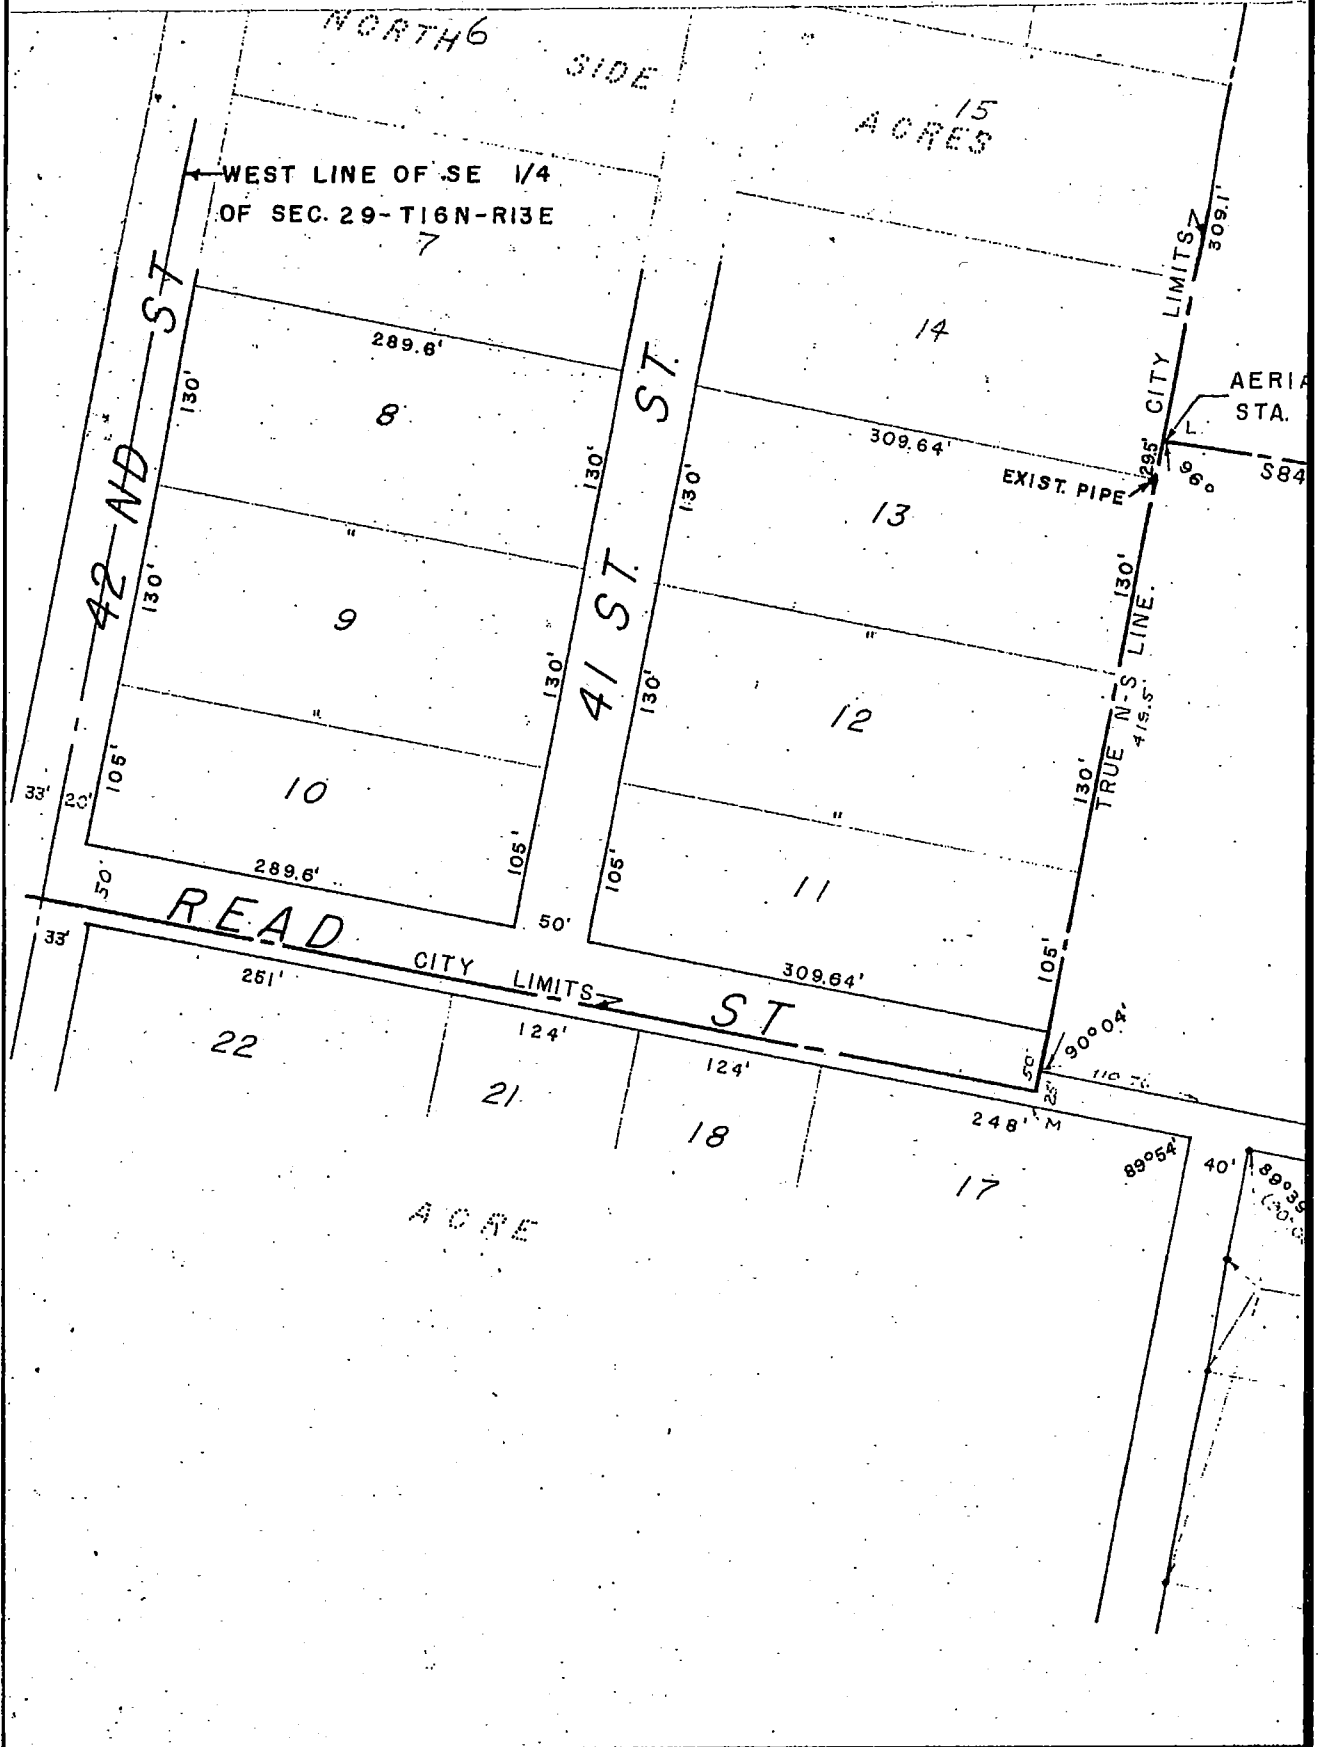 NORTH 6
SIDE
15
ACRES
WEST LINE OF SE 1/4
OF SEC. 29-T16N-R13E
7
309.1'
CITY LIMITS
14
42-ND ST
289.6'
130'
8
130'
41 ST. ST.
130'
309.64'
AERIA
STA.
L
29.5'
96°
S84
EXIST. PIPE
13
"
130'
9
130'
130'
"
130'
TRUE N-S LINE.
415.5'
12
"
105'
10
33'
20'
130'
"
105'
105'
11
289.6'
50'
50'
READ ST
33'
CITY LIMITS
309.64'
105'
261'
22
124'
21
124'
18
90°04'
50'
25'
248'
M
17
89°54'
40'
89°39
ACRE